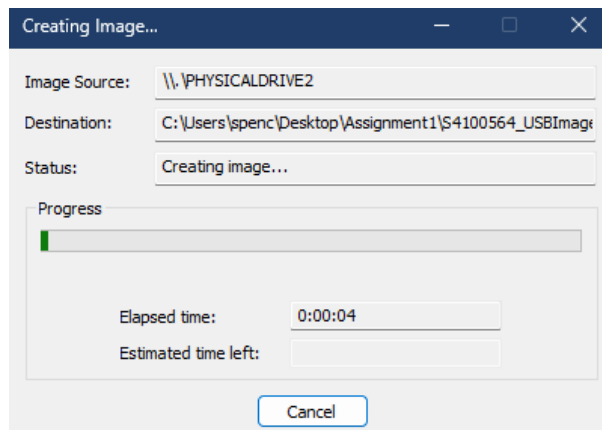 Creating Image...
Image Source: \\.\PHYSICALDRIVE2
Destination: C:\Users\spenc\Desktop\Assignment1\S4100564_USBImage
Status: Creating image...
Progress
Elapsed time: 0:00:04
Estimated time left:
Cancel